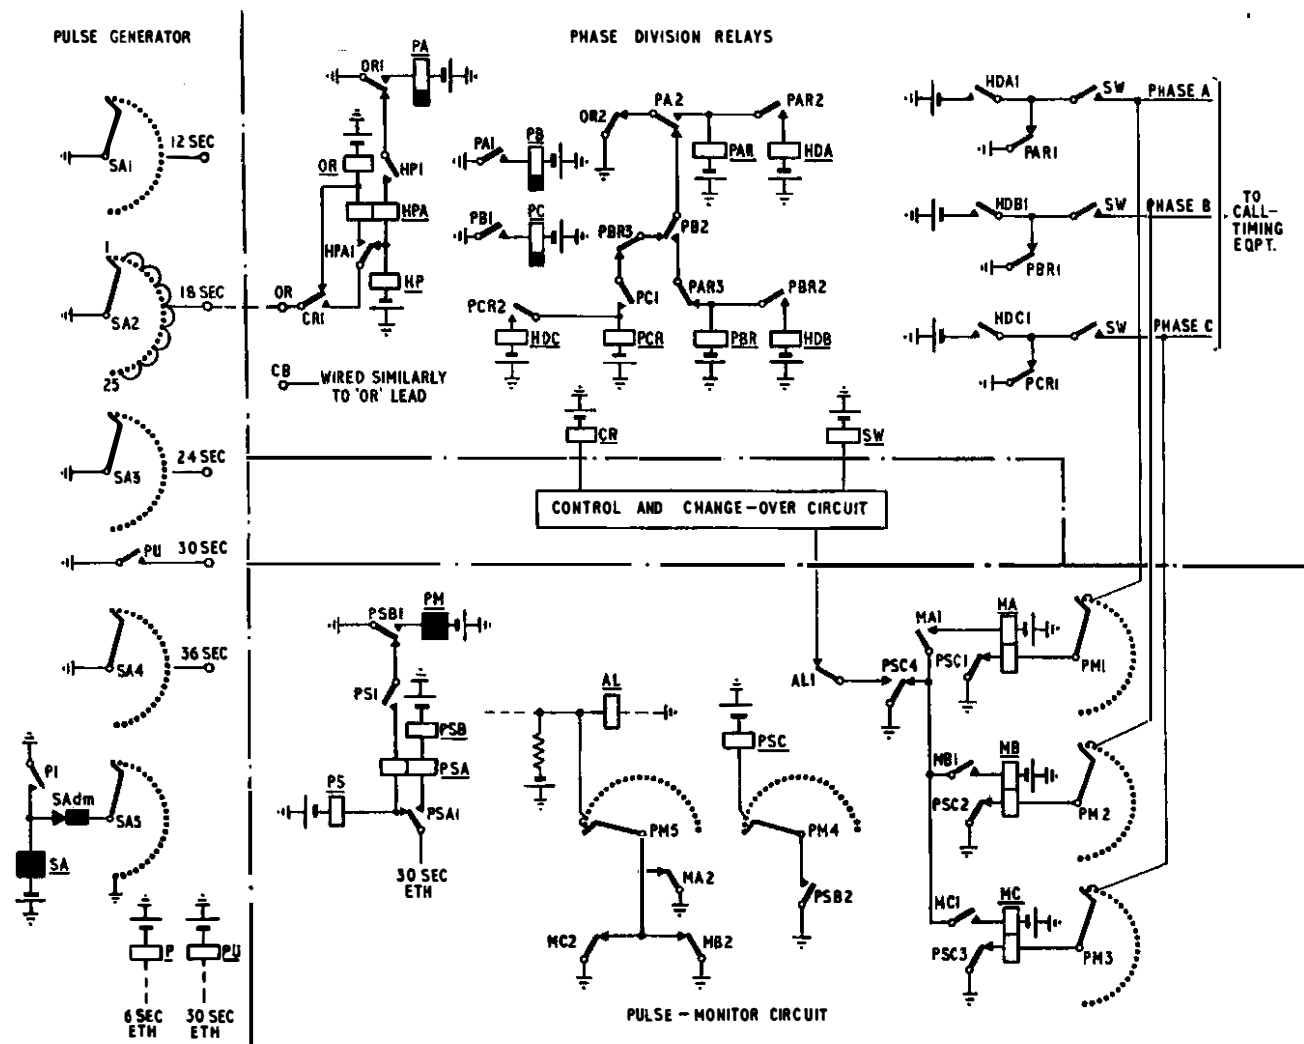 PULSE GENERATOR
PHASE DIVISION RELAYS
SA1
12 SEC
1
SA2
25
18 SEC
SA3
24 SEC
PU
30 SEC
SA4
36 SEC
P1
SAdm
SA5
SA
P
PU
6 SEC
ETH
30 SEC
ETH
OR1
PA
OR
HP1
HPA
HPA1
HP
OR
CR1
CB
WIRED SIMILARLY
TO 'OR' LEAD
PA1
PB
PB1
PC
OR2
PA2
PAR2
PAR
HDA
PBR3
PB2
PC1
PAR3
PBR2
PCR2
HDC
PCR
PBR
HDB
HDA1
SW
PHASE A
PAR1
HDB1
SW
PHASE B
PBR1
HDC1
SW
PHASE C
PCR1
TO
CALL-
TIMING
EQPT.
CR
SW
CONTROL AND CHANGE-OVER CIRCUIT
PSB1
PM
PS1
PSB
PSA
PS
PSA1
30 SEC
ETH
AL
PSC
PM5
PM4
MA2
PSB2
MC2
MB2
AL1
PSC4
MA1
MA
PSC1
PM1
MB1
MB
PSC2
PM2
MC1
MC
PSC3
PM3
PULSE-MONITOR CIRCUIT